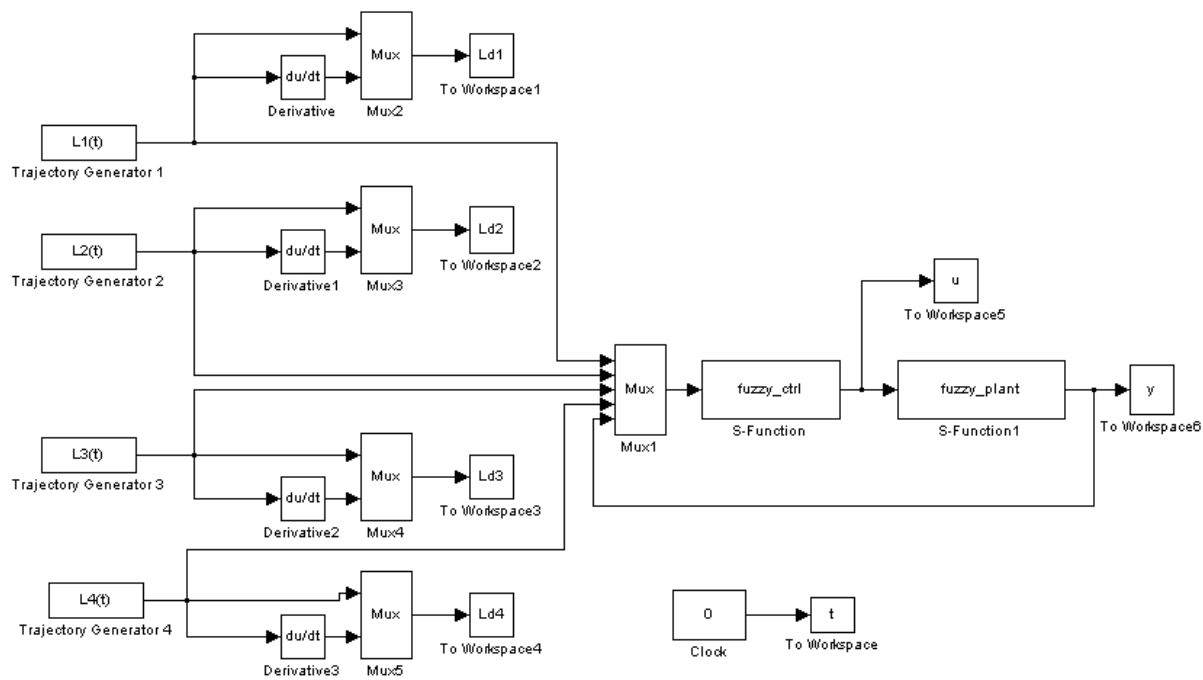 Mux
Ld1
du/dt
To Workspace1
Derivative
Mux2
L1(t)
Trajectory Generator 1
Mux
Ld2
L2(t)
du/dt
To Workspace2
Trajectory Generator 2
Derivative1
Mux3
u
To Workspace5
Mux
fuzzy_ctrl
fuzzy_plant
y
S-Function
S-Function1
To Workspace6
Mux1
L3(t)
Trajectory Generator 3
Mux
Ld3
du/dt
To Workspace3
Derivative2
Mux4
L4(t)
Trajectory Generator 4
Mux
Ld4
du/dt
To Workspace4
Derivative3
Mux5
0
t
Clock
To Workspace